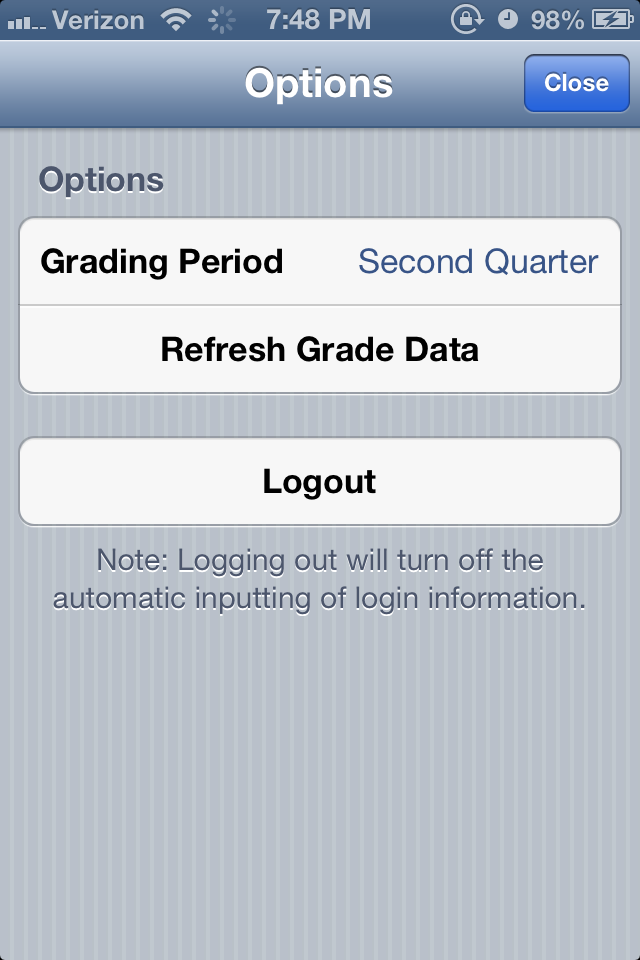 Verizon 7:48 PM 98%
Options Close
Options
Grading Period Second Quarter
Refresh Grade Data
Logout
Note: Logging out will turn off the
automatic inputting of login information.